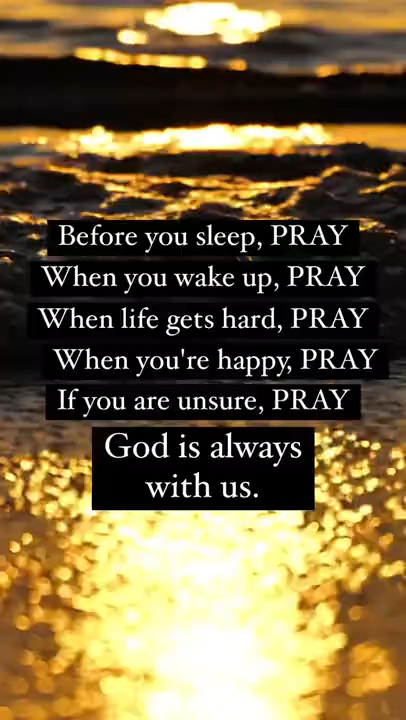 Before you sleep, PRAY
When you wake up, PRAY
When life gets hard, PRAY
When you're happy, PRAY
If you are unsure, PRAY
God is always
with us.